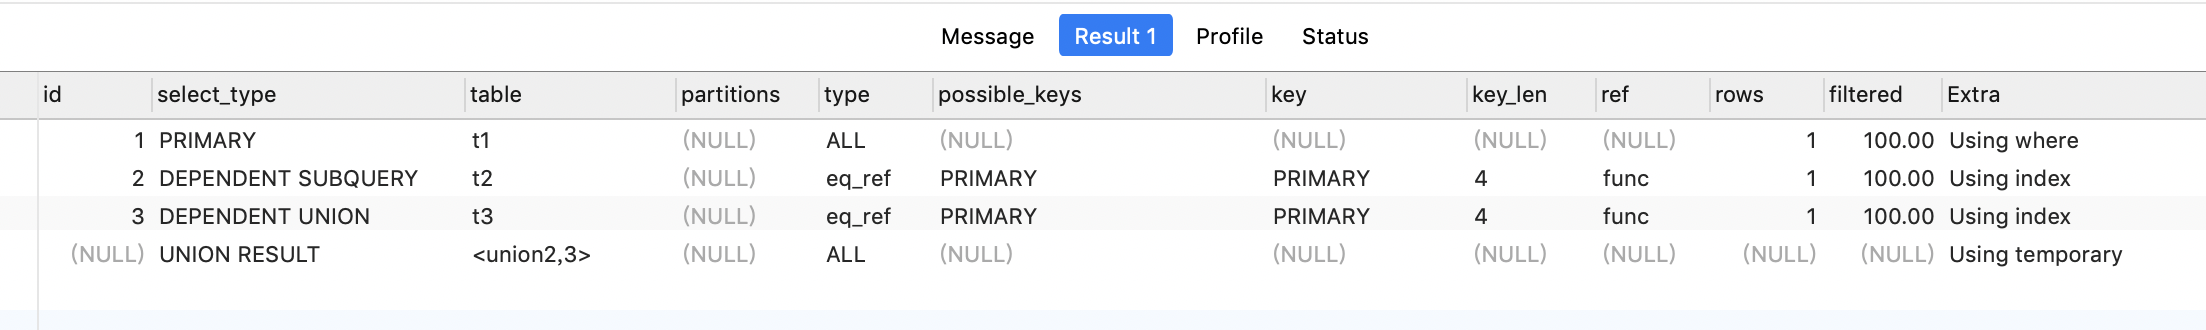 Message Result 1 Profile Status
id select_type table partitions type possible_keys key key_len ref rows filtered Extra
1 PRIMARY t1 (NULL) ALL (NULL) (NULL) (NULL) (NULL) 1 100.00 Using where
2 DEPENDENT SUBQUERY t2 (NULL) eq_ref PRIMARY PRIMARY 4 func 1 100.00 Using index
3 DEPENDENT UNION t3 (NULL) eq_ref PRIMARY PRIMARY 4 func 1 100.00 Using index
(NULL) UNION RESULT <union2,3> (NULL) ALL (NULL) (NULL) (NULL) (NULL) (NULL) (NULL) Using temporary